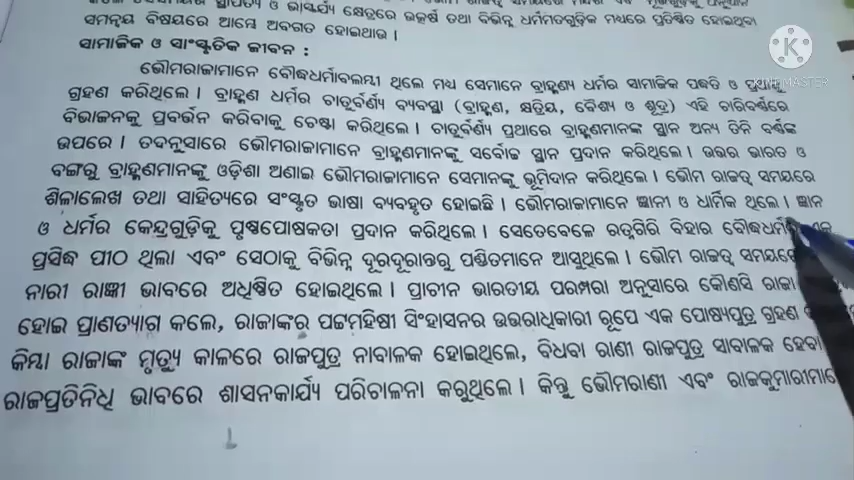 ସମନ୍ୱୟ ବିଷୟରେ ଆମ୍ଭେ ଅବଗତ ହୋଇଥାଉ ।
ସାମାଜିକ ଓ ସାଂସ୍କୃତିକ ଜୀବନ :
ଭୌମରାଜାମାନେ ବୌଦ୍ଧଧର୍ମାବଲମ୍ବୀ ଥିଲେ ମଧ୍ୟ ସେମାନେ ବ୍ରାହ୍ମଣ୍ୟ ଧର୍ମର ସାମାଜିକ ପଦ୍ଧତି ଓ ପ୍ରଥାକୁ
ଗ୍ରହଣ କରିଥିଲେ । ବ୍ରାହ୍ମଣ ଧର୍ମର ଚାତୁର୍ବର୍ଣ୍ୟ ବ୍ୟବସ୍ଥା (ବ୍ରାହ୍ମଣ, କ୍ଷତ୍ରିୟ, ବୈଶ୍ୟ ଓ ଶୂଦ୍ର) ଏହି ଚାରିବର୍ଣ୍ଣରେ
ବିଭାଜନକୁ ପ୍ରବର୍ତ୍ତନ କରିବାକୁ ଚେଷ୍ଟା କରିଥିଲେ । ଚାତୁର୍ବର୍ଣ୍ୟ ପ୍ରଥାରେ ବ୍ରାହ୍ମଣମାନଙ୍କ ସ୍ଥାନ ଅନ୍ୟ ତିନି ବର୍ଣ୍ଣଙ୍କ
ଉପରେ । ତଦନୁସାରେ ଭୌମରାଜାମାନେ ବ୍ରାହ୍ମଣମାନଙ୍କୁ ସର୍ବୋଚ୍ଚ ସ୍ଥାନ ପ୍ରଦାନ କରିଥିଲେ । ଉତ୍ତର ଭାରତ ଓ
ବଙ୍ଗରୁ ବ୍ରାହ୍ମଣମାନଙ୍କୁ ଓଡ଼ିଶା ଅଣାଇ ଭୌମରାଜାମାନେ ସେମାନଙ୍କୁ ଭୂମିଦାନ କରିଥିଲେ । ଭୌମ ରାଜତ୍ୱ ସମୟରେ
ଶିଳାଲେଖ ତଥା ସାହିତ୍ୟରେ ସଂସ୍କୃତ ଭାଷା ବ୍ୟବହୃତ ହୋଇଛି । ଭୌମରାଜାମାନେ ଜ୍ଞାନୀ ଓ ଧାର୍ମିକ ଥିଲେ । ଜ୍ଞାନ
ଓ ଧର୍ମର କେନ୍ଦ୍ରଗୁଡ଼ିକୁ ପୃଷ୍ଠପୋଷକତା ପ୍ରଦାନ କରିଥିଲେ । ସେତେବେଳେ ରତ୍ନଗିରି ବିହାର
ପ୍ରସିଦ୍ଧ ପୀଠ ଥିଲା ଏବଂ ସେଠାକୁ ବିଭିନ୍ନ ଦୂରଦୂରାନ୍ତରୁ ପଣ୍ଡିତମାନେ ଆସୁଥିଲେ । ଭୌମ ରାଜତ୍ୱ
ନାରୀ ରାଜ୍ଞୀ ଭାବରେ ଅଧିଷ୍ଠିତ ହୋଇଥିଲେ । ପ୍ରାଚୀନ ଭାରତୀୟ ପରମ୍ପରା ଅନୁସାରେ କୌଣସି ରାଜା
ହୋଇ ପ୍ରାଣତ୍ୟାଗ କଲେ, ରାଜାଙ୍କର ପଟ୍ଟମହିଷୀ ସିଂହାସନର ଉତ୍ତରାଧିକାରୀ ରୂପେ ଏକ ପୋଷ୍ୟପୁତ୍ର ଗ୍ରହଣ
କିମ୍ବା ରାଜାଙ୍କ ମୃତ୍ୟୁ କାଳରେ ରାଜପୁତ୍ର ନାବାଳକ ହୋଇଥିଲେ, ବିଧବା ରାଣୀ ରାଜପୁତ୍ର ସାବାଳକ ହେବା
ରାଜପ୍ରତିନିଧି ଭାବରେ ଶାସନକାର୍ଯ୍ୟ ପରିଚାଳନା କରୁଥିଲେ । କିନ୍ତୁ ଭୌମରାଣୀ ଏବଂ
KINEMASTER